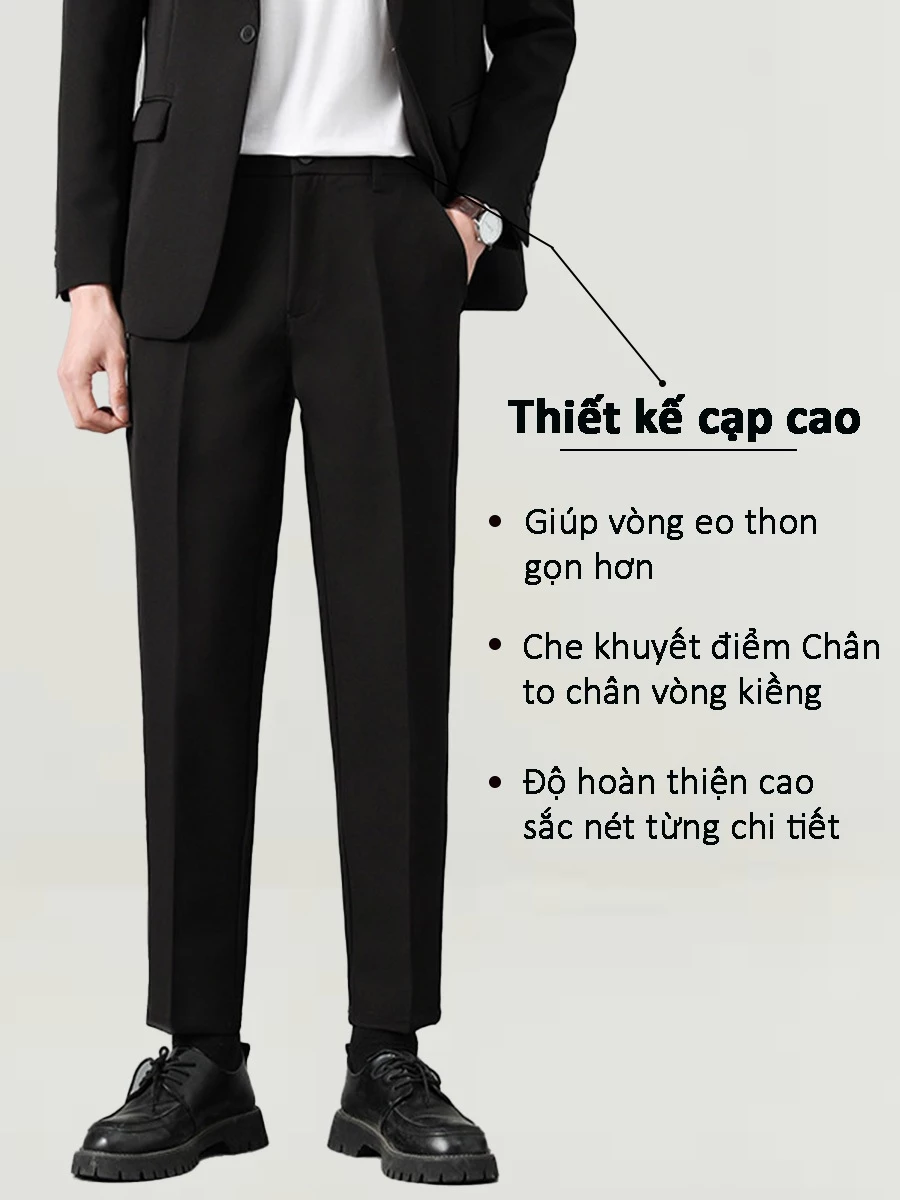 Thiết kế cạp cao
• Giúp vòng eo thon
gọn hơn
• Che khuyết điểm Chân
to chân vòng kiềng
• Độ hoàn thiện cao
sắc nét từng chi tiết